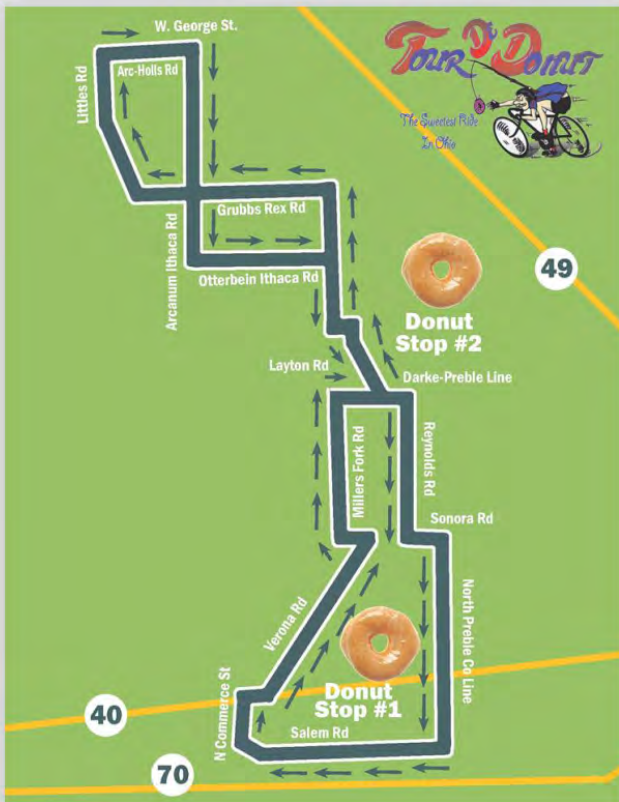 W. George St.
Tour D' Donut
Arc-Holls Rd
Littles Rd
The Sweetest Ride
In Ohio
Grubbs Rex Rd
Arcanum Ithaca Rd
Otterbein Ithaca Rd
49
Donut
Stop #2
Layton Rd
Darke-Preble Line
Millers Fork Rd
Reynolds Rd
Sonora Rd
Verona Rd
North Preble Co Line
N Commerce St
Donut
Stop #1
40
Salem Rd
70